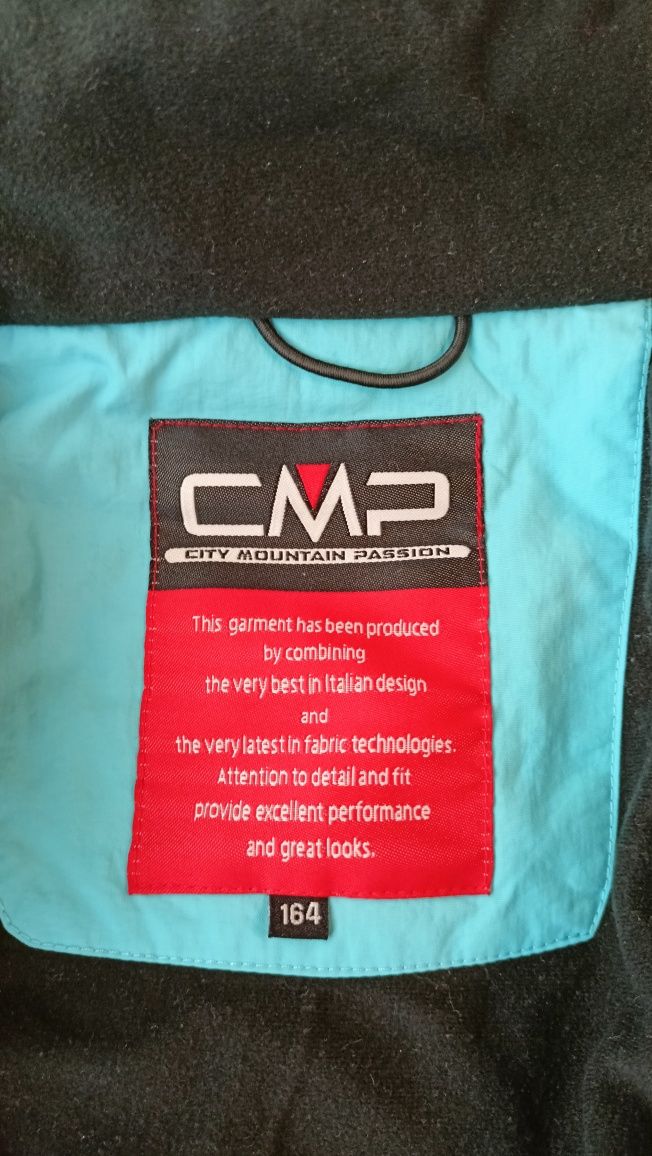 CMP
CITY MOUNTAIN PASSION
This garment has been produced
by combining
the very best in Italian design
and
the very latest in fabric technologies.
Attention to detail and fit
provide excellent performance
and great looks.
164